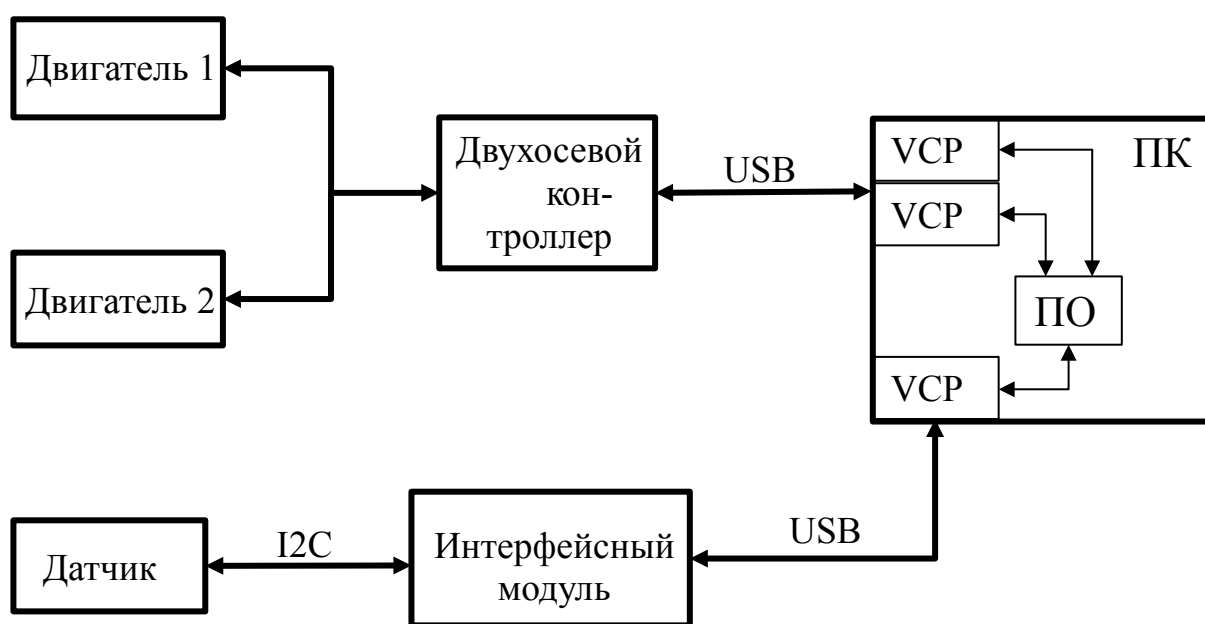 Двигатель 1
Двухосевой
кон-
троллер
USB
VCP
ПК
VCP
Двигатель 2
ПО
VCP
Датчик
I2C
Интерфейсный
модуль
USB